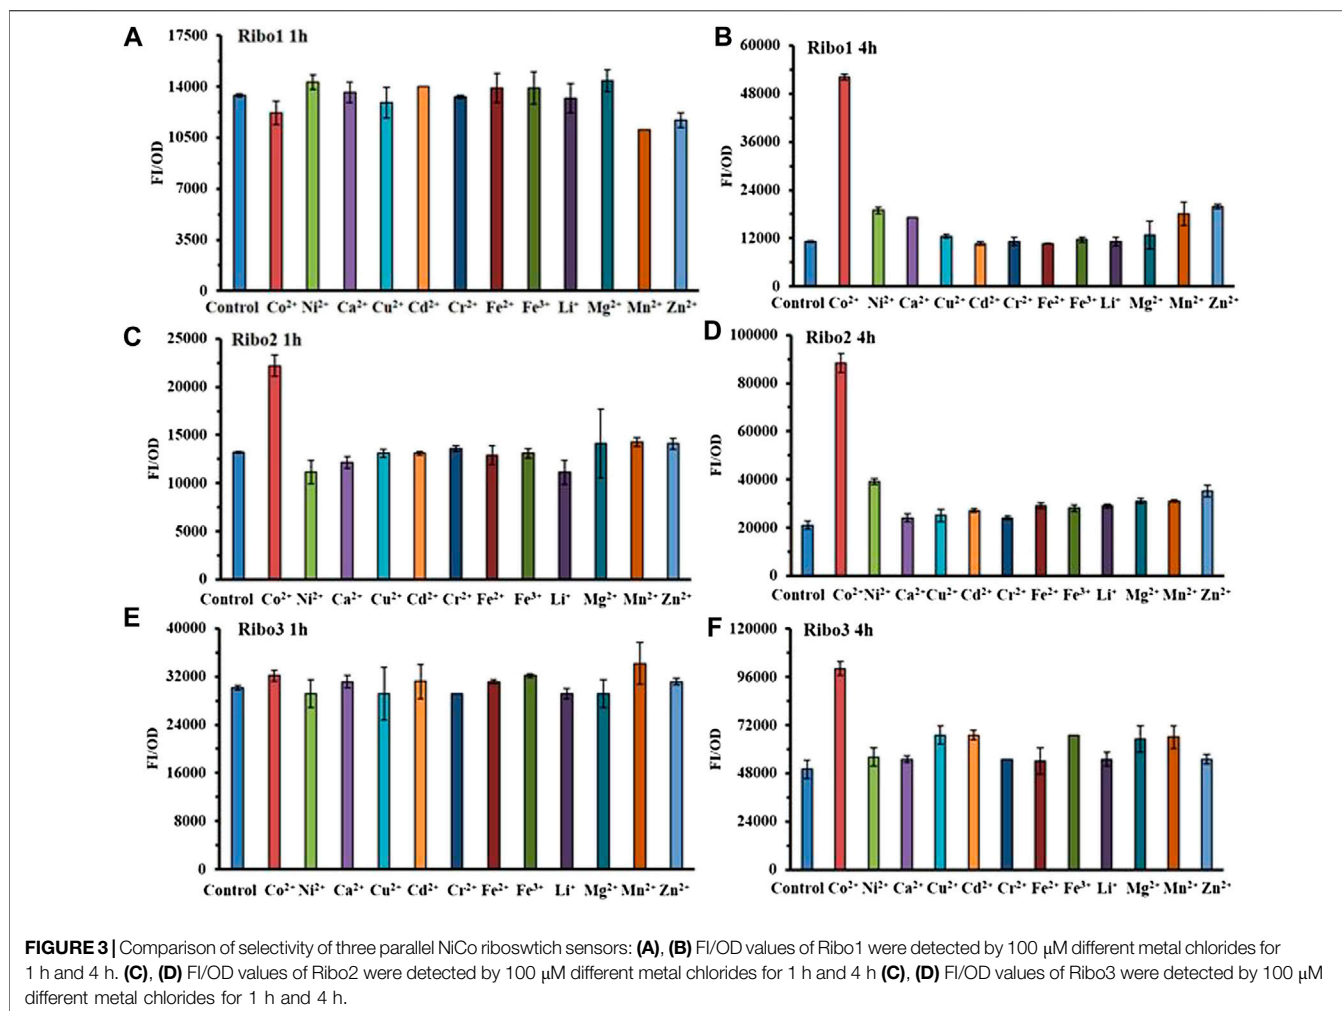 A
Ribo1 1h
17500
14000
10500
7000
3500
0
FI/OD
Control Co²⁺ Ni²⁺ Ca²⁺ Cu²⁺ Cd²⁺ Cr²⁺ Fe²⁺ Fe³⁺ Li⁺ Mg²⁺ Mn²⁺ Zn²⁺
B
Ribo1 4h
60000
48000
36000
24000
12000
0
FI/OD
Control Co²⁺ Ni²⁺ Ca²⁺ Cu²⁺ Cd²⁺ Cr²⁺ Fe²⁺ Fe³⁺ Li⁺ Mg²⁺ Mn²⁺ Zn²⁺
C
Ribo2 1h
25000
20000
15000
10000
5000
0
FI/OD
Control Co²⁺ Ni²⁺ Ca²⁺ Cu²⁺ Cd²⁺ Cr²⁺ Fe²⁺ Fe³⁺ Li⁺ Mg²⁺ Mn²⁺ Zn²⁺
D
Ribo2 4h
100000
80000
60000
40000
20000
0
FI/OD
Control Co²⁺ Ni²⁺ Ca²⁺ Cu²⁺ Cd²⁺ Cr²⁺ Fe²⁺ Fe³⁺ Li⁺ Mg²⁺ Mn²⁺ Zn²⁺
E
Ribo3 1h
40000
32000
24000
16000
8000
0
FI/OD
Control Co²⁺ Ni²⁺ Ca²⁺ Cu²⁺ Cd²⁺ Cr²⁺ Fe²⁺ Fe³⁺ Li⁺ Mg²⁺ Mn²⁺ Zn²⁺
F
Ribo3 4h
120000
96000
72000
48000
24000
0
FI/OD
Control Co²⁺ Ni²⁺ Ca²⁺ Cu²⁺ Cd²⁺ Cr²⁺ Fe²⁺ Fe³⁺ Li⁺ Mg²⁺ Mn²⁺ Zn²⁺
FIGURE 3 | Comparison of selectivity of three parallel NiCo riboswtich sensors: (A), (B) FI/OD values of Ribo1 were detected by 100 μM different metal chlorides for
1 h and 4 h. (C), (D) FI/OD values of Ribo2 were detected by 100 μM different metal chlorides for 1 h and 4 h (C), (D) FI/OD values of Ribo3 were detected by 100 μM
different metal chlorides for 1 h and 4 h.